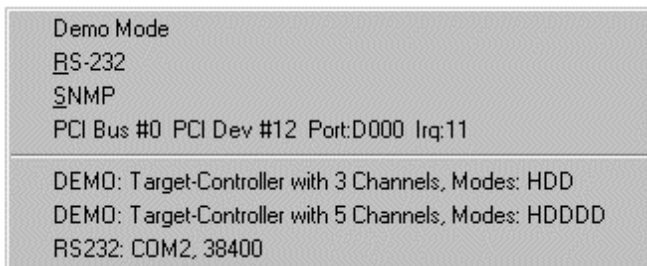 Demo Mode
RS-232
SNMP
PCI Bus #0 PCI Dev #12 Port:D000 Irq:11
DEMO: Target-Controller with 3 Channels, Modes: HDD
DEMO: Target-Controller with 5 Channels, Modes: HDDDD
RS232: COM2, 38400